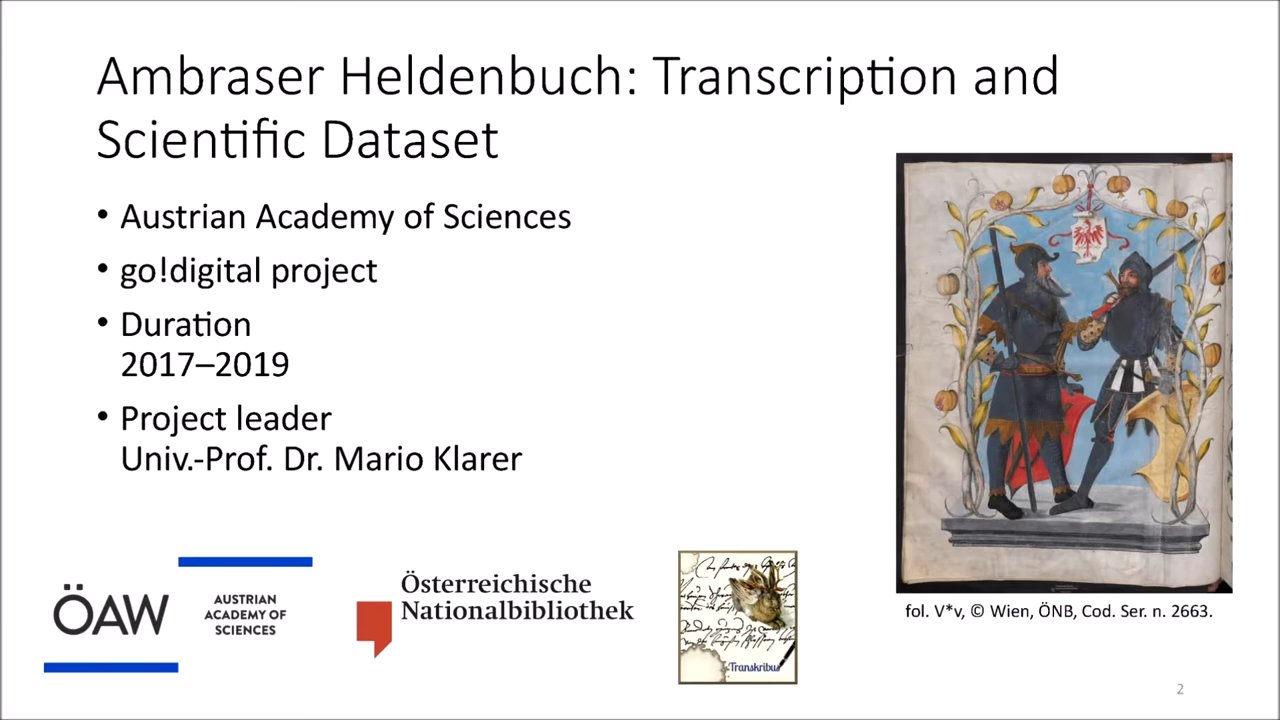 Ambraser Heldenbuch: Transcription and
Scientific Dataset
• Austrian Academy of Sciences
• go!digital project
• Duration
2017–2019
• Project leader
Univ.-Prof. Dr. Mario Klarer
ÖAW
AUSTRIAN
ACADEMY OF
SCIENCES
Österreichische
Nationalbibliothek
Transkribus
fol. V*v, © Wien, ÖNB, Cod. Ser. n. 2663.
2